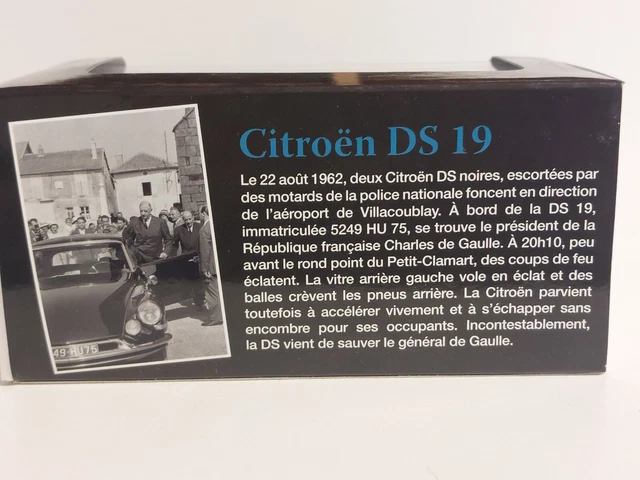 Citroën DS 19
Le 22 août 1962, deux Citroën DS noires, escortées par
des motards de la police nationale foncent en direction
de l'aéroport de Villacoublay. À bord de la DS 19,
immatriculée 5249 HU 75, se trouve le président de la
République française Charles de Gaulle. À 20h10, peu
avant le rond point du Petit-Clamart, des coups de feu
éclatent. La vitre arrière gauche vole en éclat et des
balles crèvent les pneus arrière. La Citroën parvient
toutefois à accélérer vivement et à s'échapper sans
encombre pour ses occupants. Incontestablement,
la DS vient de sauver le général de Gaulle.
49-HU75